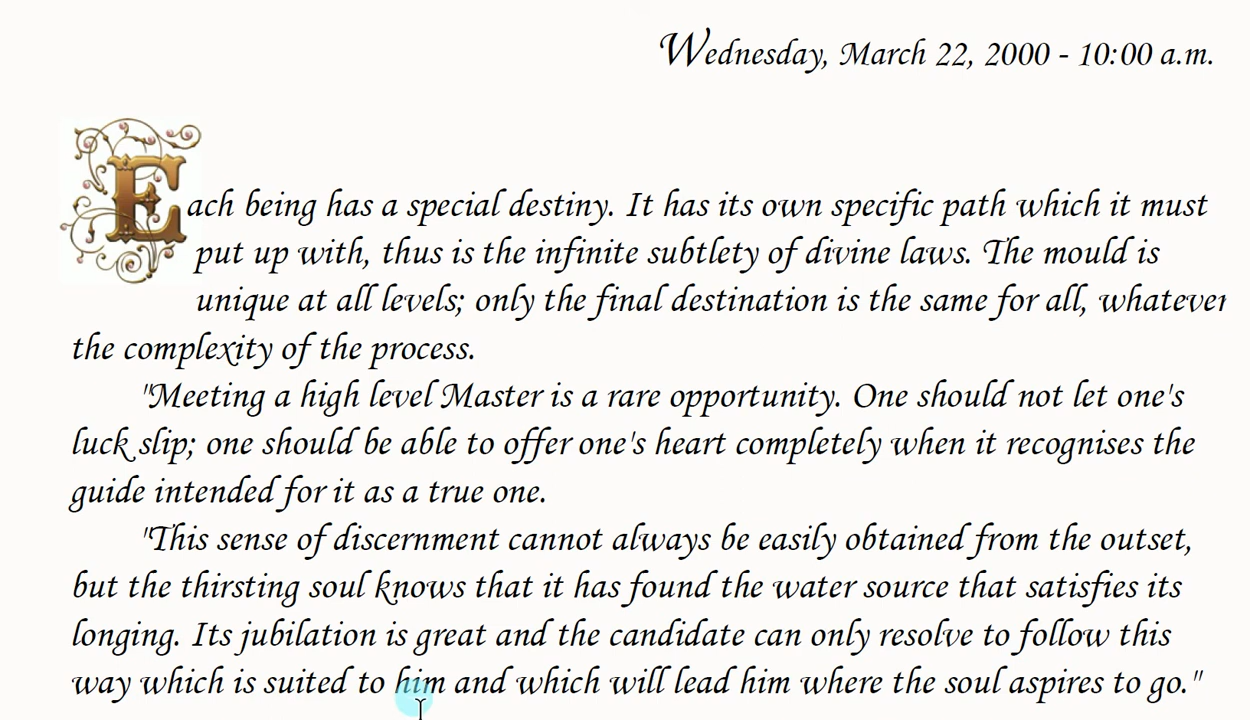 Wednesday, March 22, 2000 - 10:00 a.m.
Each being has a special destiny. It has its own specific path which it must
put up with, thus is the infinite subtlety of divine laws. The mould is
unique at all levels; only the final destination is the same for all, whatever
the complexity of the process.
"Meeting a high level Master is a rare opportunity. One should not let one's
luck slip; one should be able to offer one's heart completely when it recognises the
guide intended for it as a true one.
"This sense of discernment cannot always be easily obtained from the outset,
but the thirsting soul knows that it has found the water source that satisfies its
longing. Its jubilation is great and the candidate can only resolve to follow this
way which is suited to him and which will lead him where the soul aspires to go."